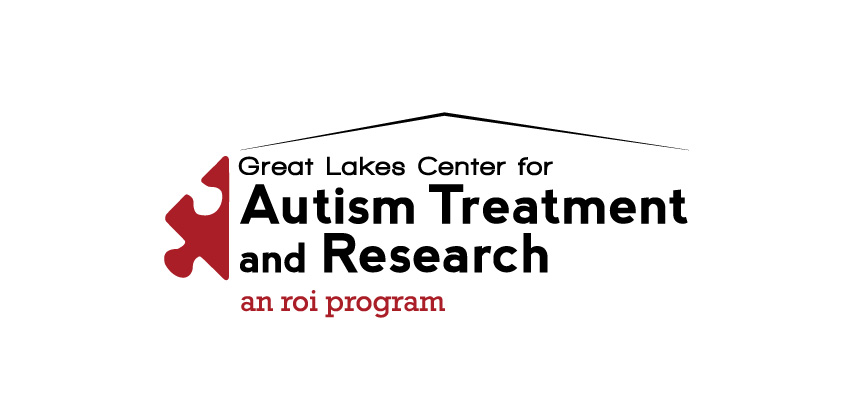 Great Lakes Center for
Autism Treatment
and Research
an roi program